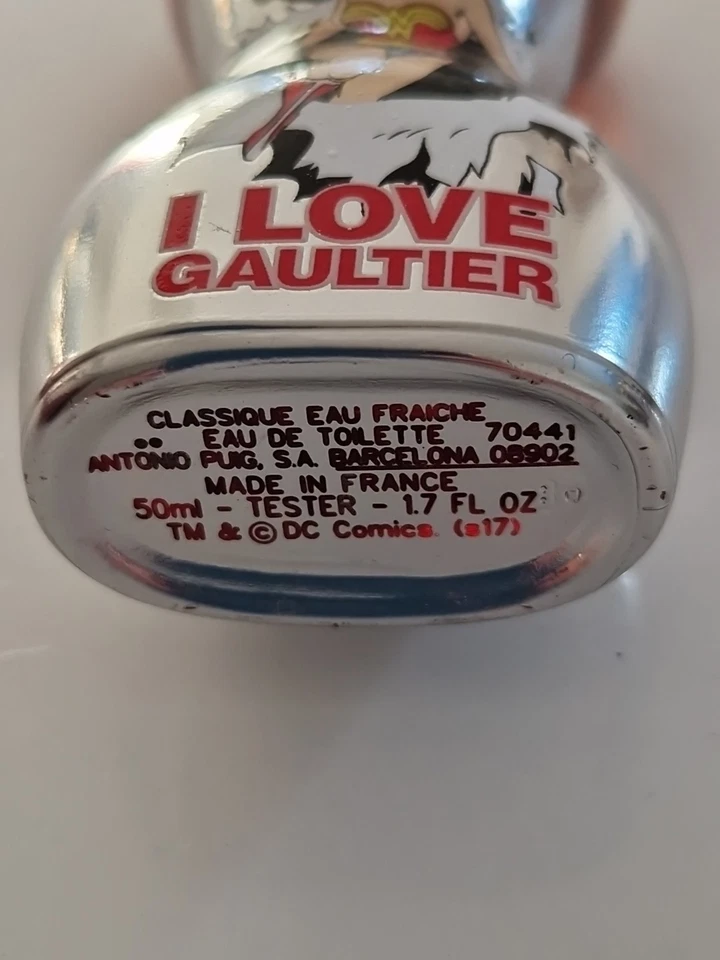 I LOVE
GAULTIER
CLASSIQUE EAU FRAICHE
EAU DE TOILETTE 70441
ANTONIO PUIG, S.A. BARCELONA 08902
MADE IN FRANCE
50ml - TESTER - 1.7 FL OZ
TM & © DC Comics. (s17)